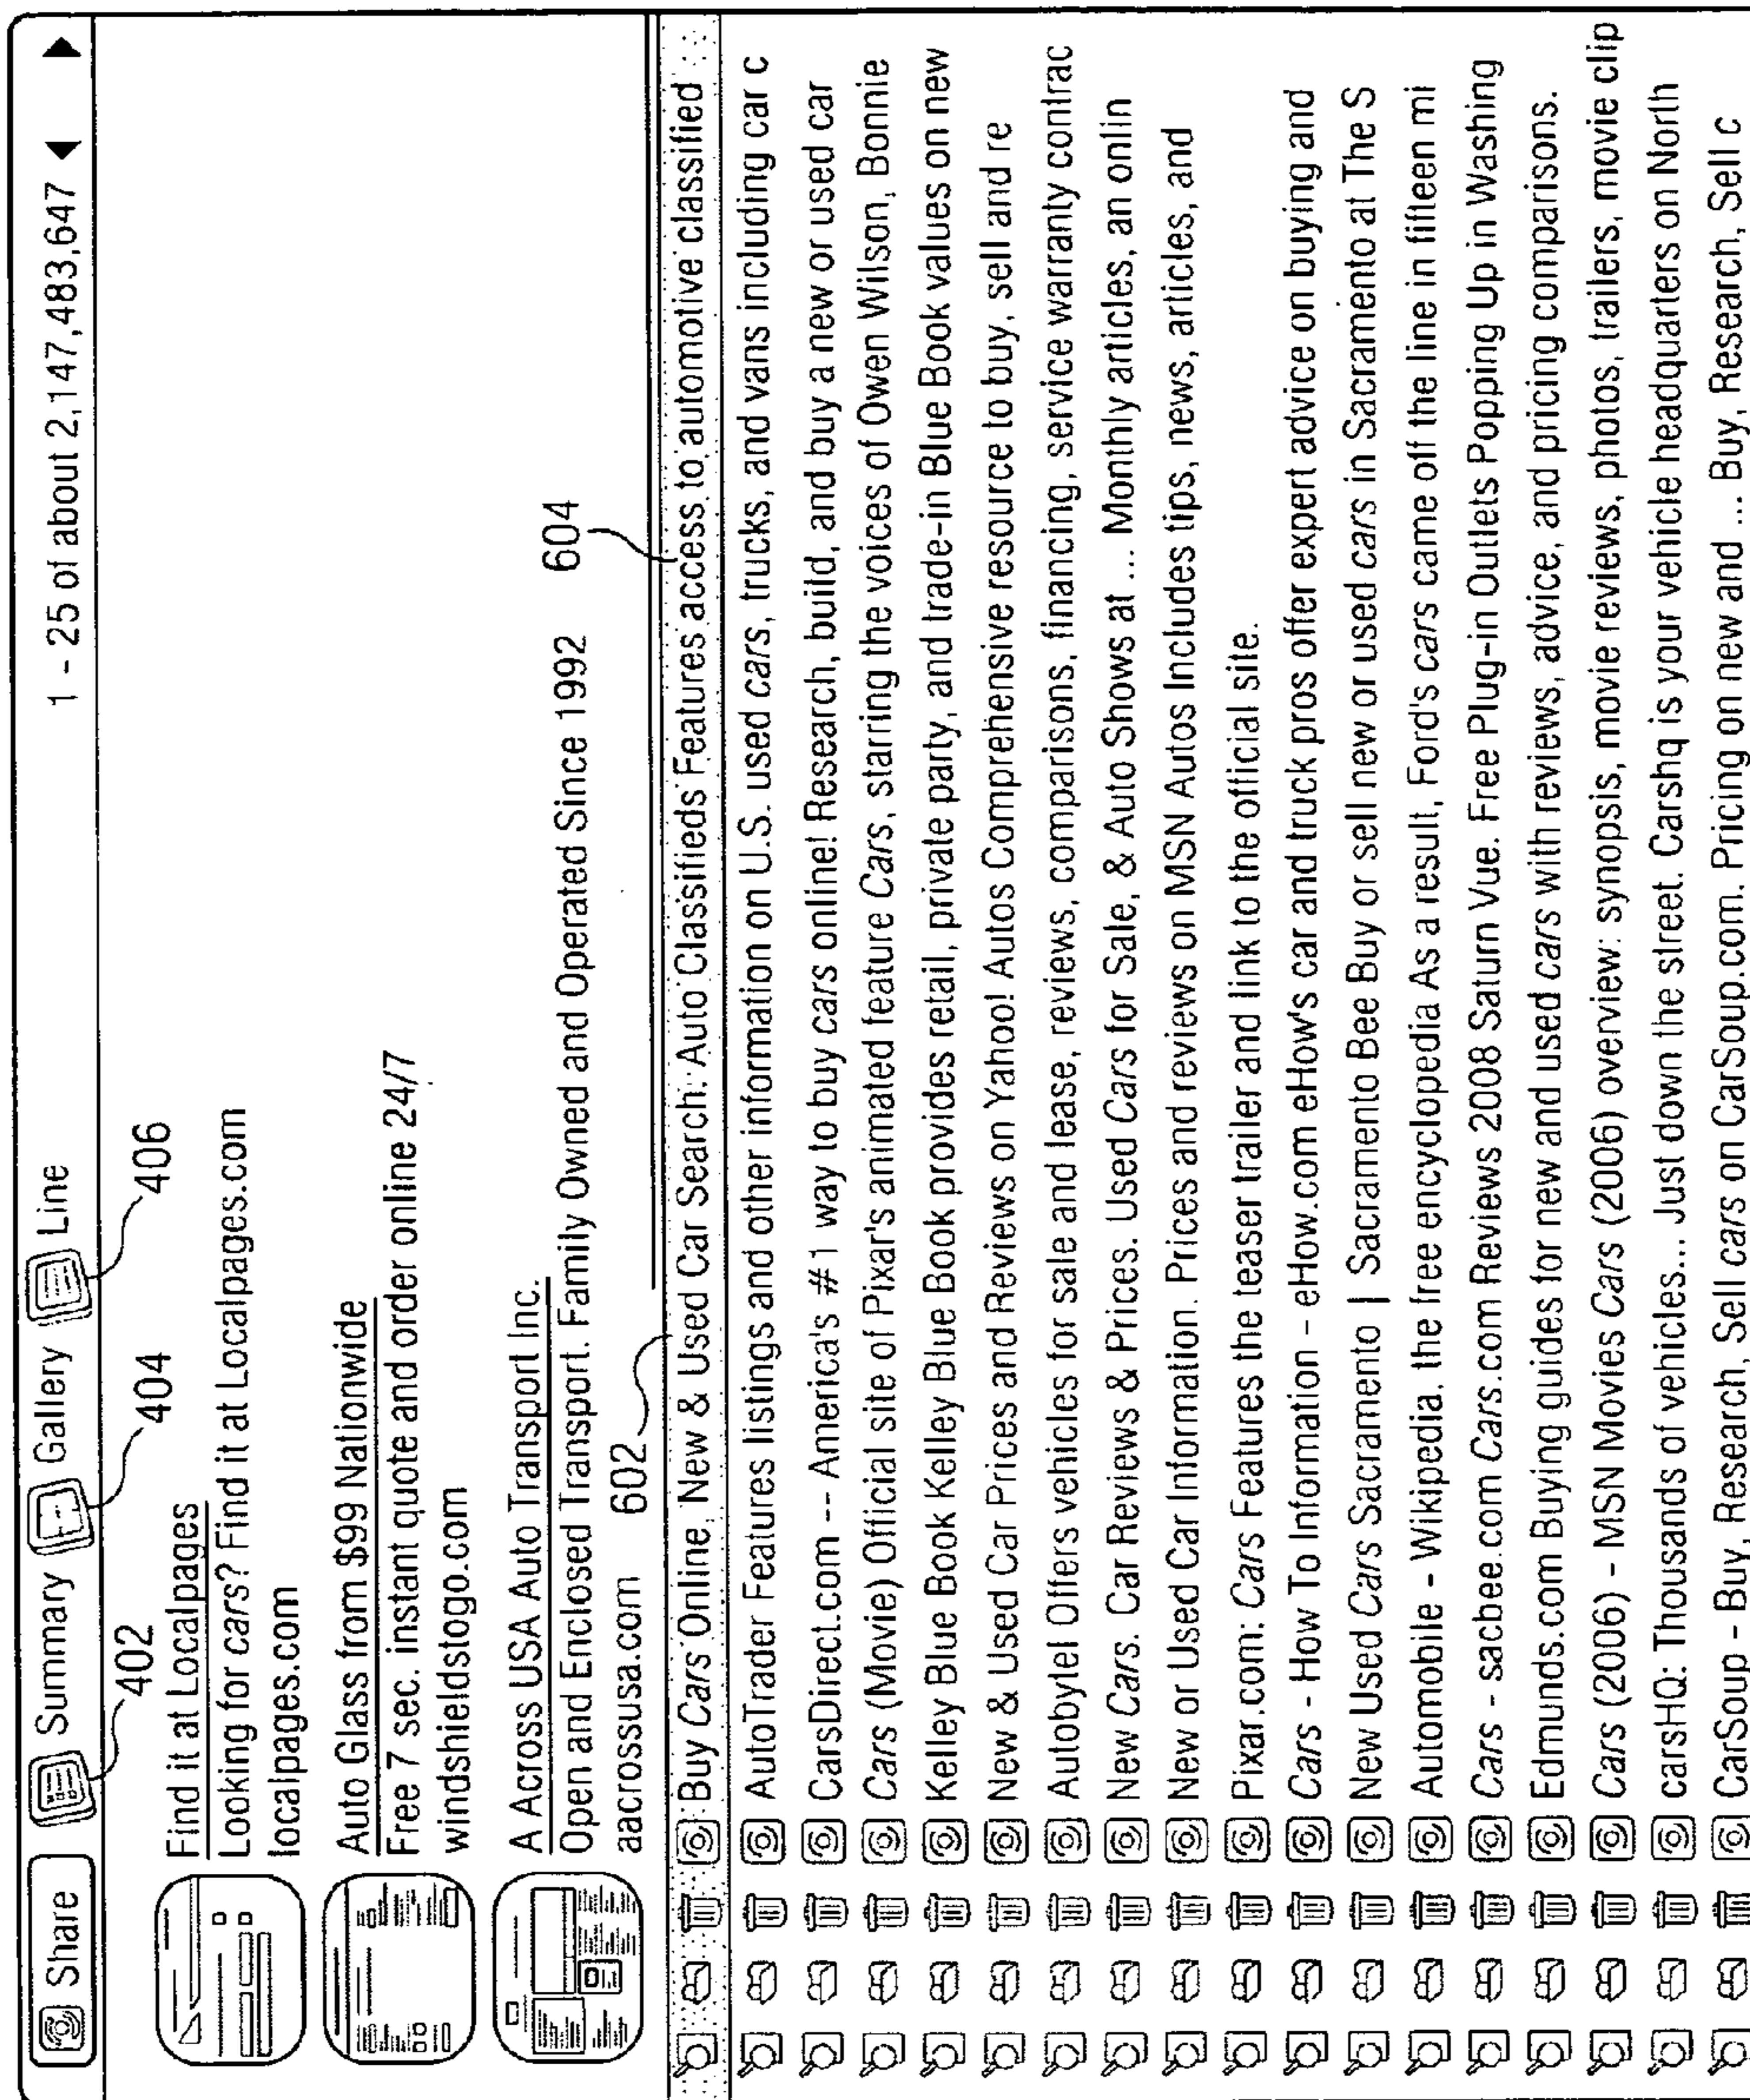 Share Summary Gallery Line 1 - 25 of about 2,147,483,647
402 404 406
Find it at Localpages
Looking for cars? Find it at Localpages.com
localpages.com
Auto Glass from $99 Nationwide
Free 7 sec. instant quote and order online 24/7
windshieldstogo.com
A Across USA Auto Transport Inc.
Open and Enclosed Transport. Family Owned and Operated Since 1992
aacrossusa.com 602 604
Buy Cars Online, New & Used Car Search: Auto Classifieds Features access to automotive classified
AutoTrader Features listings and other information on U.S. used cars, trucks, and vans including car c
CarsDirect.com -- America's #1 way to buy cars online! Research, build, and buy a new or used car
Cars (Movie) Official site of Pixar's animated feature Cars, starring the voices of Owen Wilson, Bonnie
Kelley Blue Book Kelley Blue Book provides retail, private party, and trade-in Blue Book values on new
New & Used Car Prices and Reviews on Yahoo! Autos Comprehensive resource to buy, sell and re
Autobytel Offers vehicles for sale and lease, reviews, comparisons, financing, service warranty contrac
New Cars. Car Reviews & Prices. Used Cars for Sale, & Auto Shows at ... Monthly articles, an onlin
New or Used Car Information. Prices and reviews on MSN Autos Includes tips, news, articles, and
Pixar.com: Cars Features the teaser trailer and link to the official site.
Cars - How To Information - eHow.com eHow's car and truck pros offer expert advice on buying and
New Used Cars Sacramento | Sacramento Bee Buy or sell new or used cars in Sacramento at The S
Automobile - Wikipedia, the free encyclopedia As a result, Ford's cars came off the line in fifteen mi
Cars - sacbee.com Cars.com Reviews 2008 Saturn Vue. Free Plug-in Outlets Popping Up in Washing
Edmunds.com Buying guides for new and used cars with reviews, advice, and pricing comparisons.
Cars (2006) - MSN Movies Cars (2006) overview: synopsis, movie reviews, photos, trailers, movie clip
carsHQ: Thousands of vehicles... Just down the street. Carshq is your vehicle headquarters on North
CarSoup - Buy, Research, Sell cars on CarSoup.com. Pricing on new and ... Buy, Research, Sell c